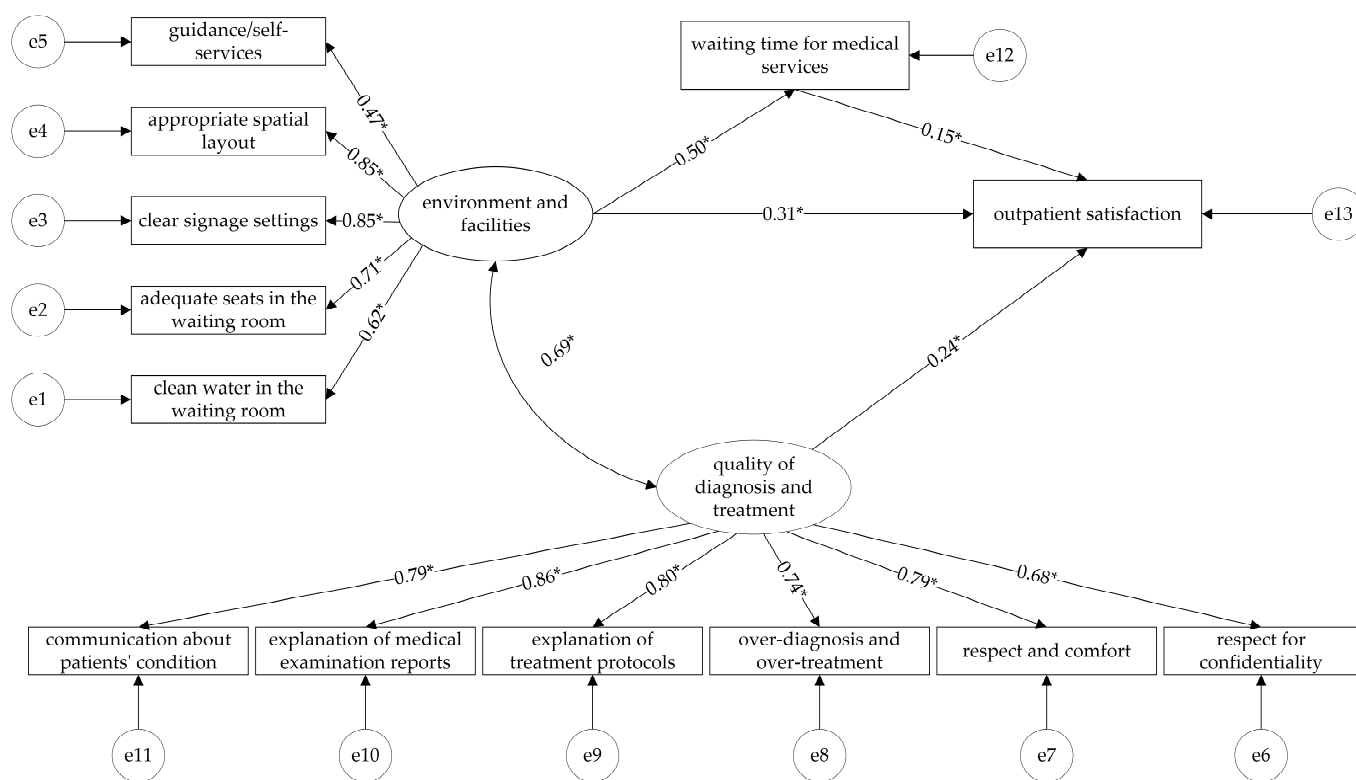 e5
guidance/self-
services
e4
appropriate spatial
layout
e3
clear signage settings
e2
adequate seats in the
waiting room
e1
clean water in the
waiting room
0.47*
0.85*
0.85*
0.71*
0.62*
environment and
facilities
waiting time for medical
services
e12
0.50*
0.15*
0.31*
outpatient satisfaction
e13
0.69*
0.24*
quality of
diagnosis and
treatment
0.79*
0.86*
0.80*
0.74*
0.79*
0.68*
communication about
patients' condition
explanation of medical
examination reports
explanation of
treatment protocols
over-diagnosis and
over-treatment
respect and comfort
respect for
confidentiality
e11
e10
e9
e8
e7
e6